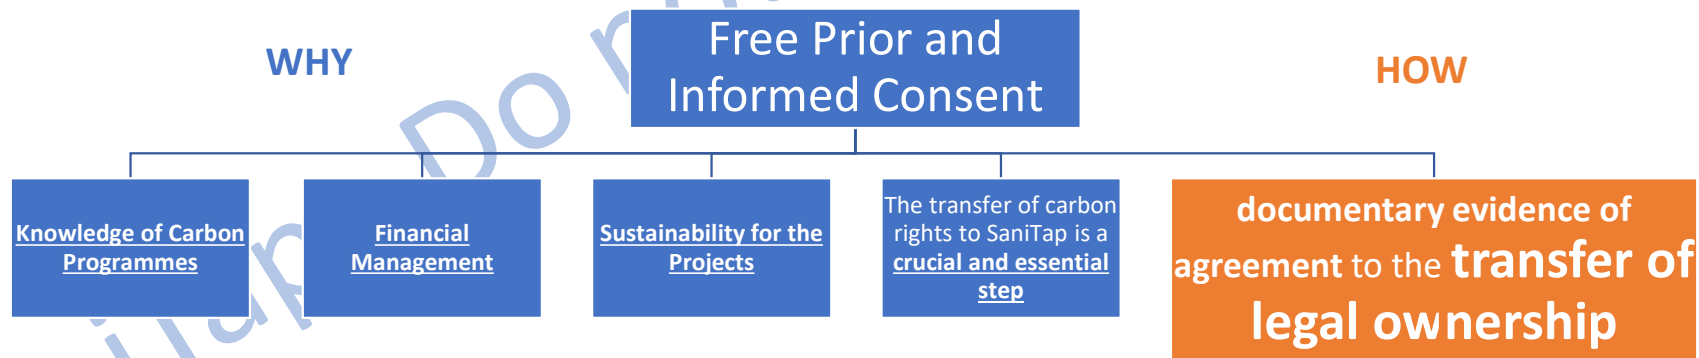 Free Prior and
Informed Consent
WHY
HOW
Knowledge of Carbon
Programmes
Financial
Management
Sustainability for the
Projects
The transfer of carbon
rights to SaniTap is a
crucial and essential
step
documentary evidence of
agreement to the transfer of
legal ownership
Do